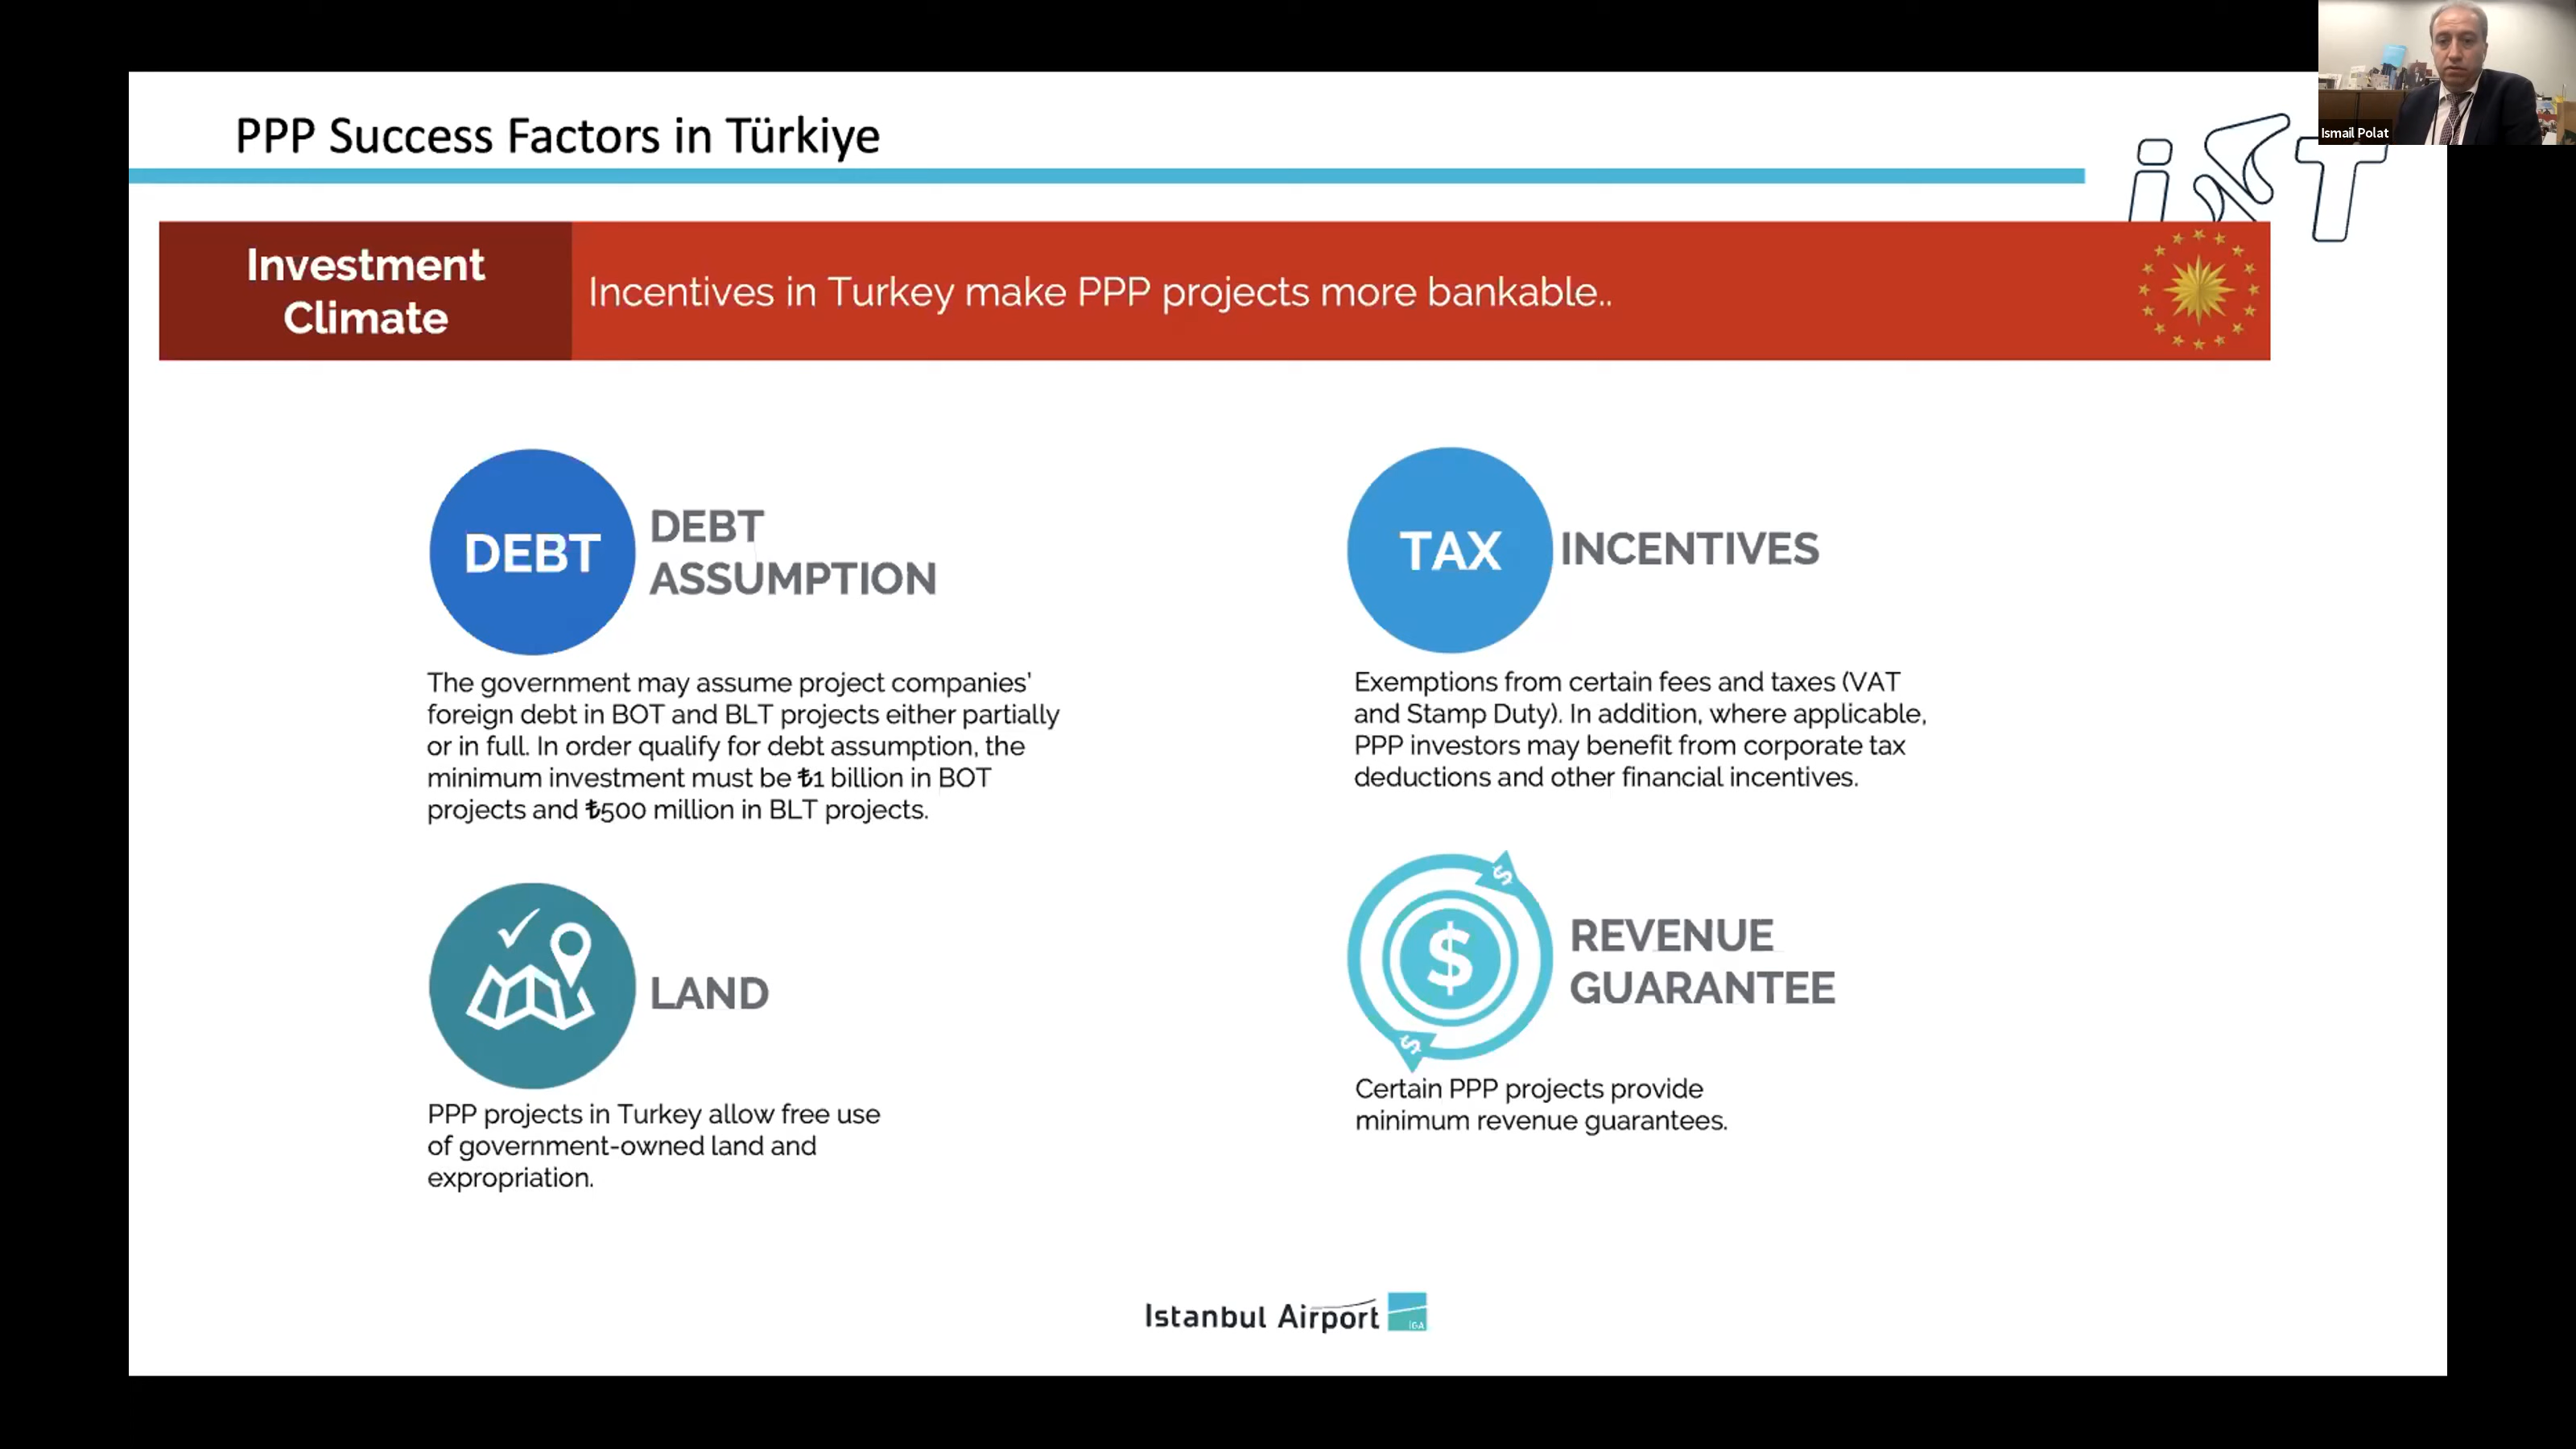 Ismail Polat
PPP Success Factors in Türkiye
iST
Investment
Climate
Incentives in Turkey make PPP projects more bankable..
DEBT
DEBT
ASSUMPTION
The government may assume project companies'
foreign debt in BOT and BLT projects either partially
or in full. In order qualify for debt assumption, the
minimum investment must be ₺1 billion in BOT
projects and ₺500 million in BLT projects.
TAX
INCENTIVES
Exemptions from certain fees and taxes (VAT
and Stamp Duty). In addition, where applicable,
PPP investors may benefit from corporate tax
deductions and other financial incentives.
LAND
PPP projects in Turkey allow free use
of government-owned land and
expropriation.
$
$
$
REVENUE
GUARANTEE
Certain PPP projects provide
minimum revenue guarantees.
Istanbul Airport
iGA